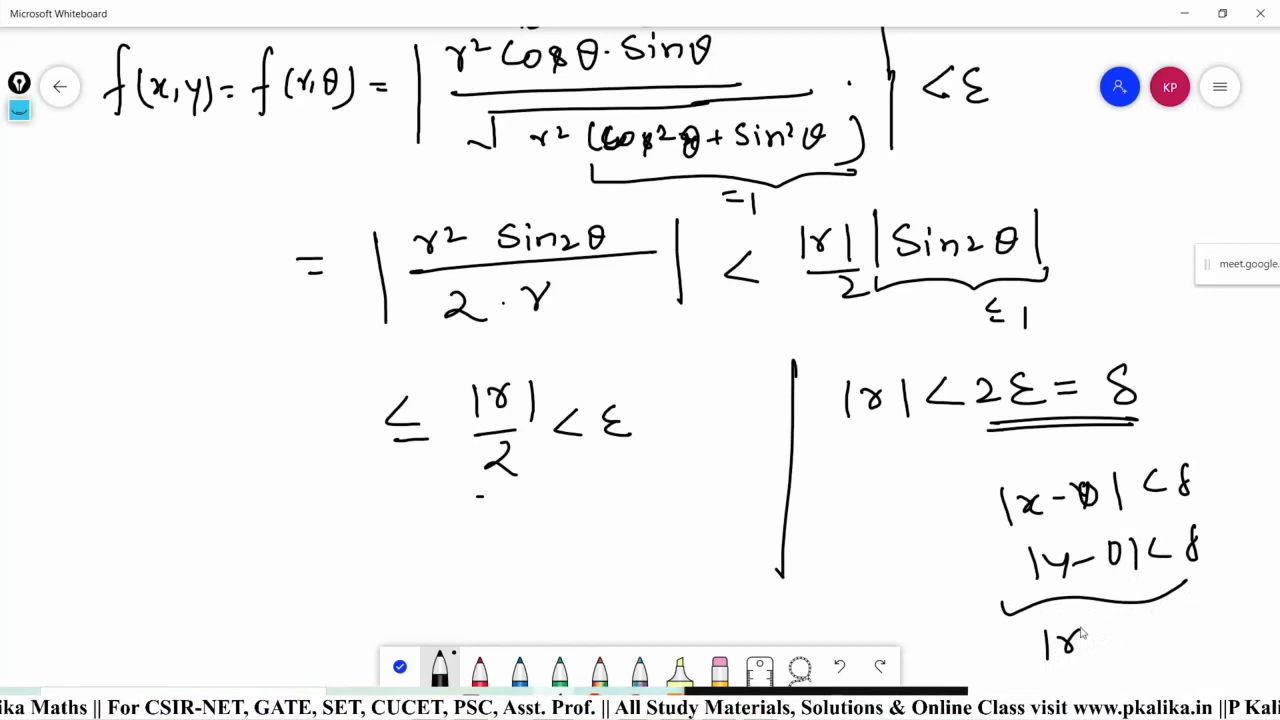 Microsoft Whiteboard
f(x,y) = f(r,θ) = | r² cosθ · sinθ / √(r² (cos²θ + sin²θ)) | < ε
= 1
= | r² sin2θ / 2 · r | < |r|/2 |sin2θ|
≤ 1
≤ |r|/2 < ε
|r| < 2ε = δ
|x - 0| < δ
|y - 0| < δ
|r
KP
meet.google.
ika Maths || For CSIR-NET, GATE, SET, CUCET, PSC, Asst. Prof. || All Study Materials, Solutions & Online Class visit www.pkalika.in ||P Kali